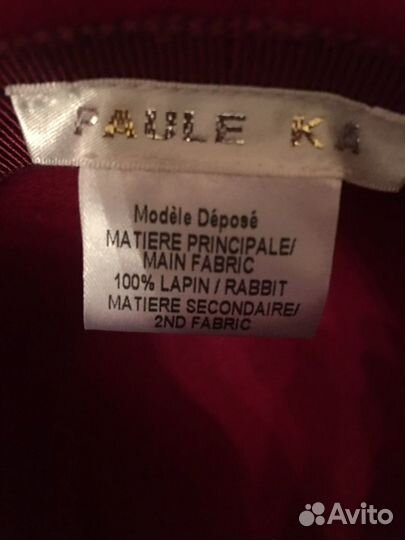 PAULE KA
Modèle Déposé
MATIERE PRINCIPALE/
MAIN FABRIC
100% LAPIN / RABBIT
MATIERE SECONDAIRE/
2ND FABRIC
Avito